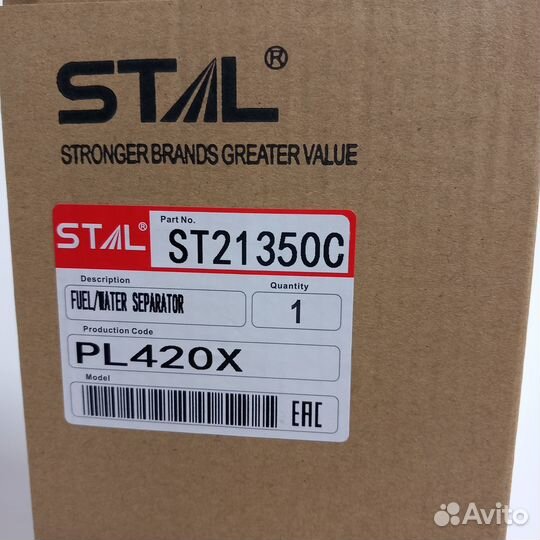 STAL®
STRONGER BRANDS GREATER VALUE
STAL®
Part No.
ST21350C
Description
Quantity
FUEL/WATER SEPARATOR
1
Production Code
PL420X
Model
EAC
Avito